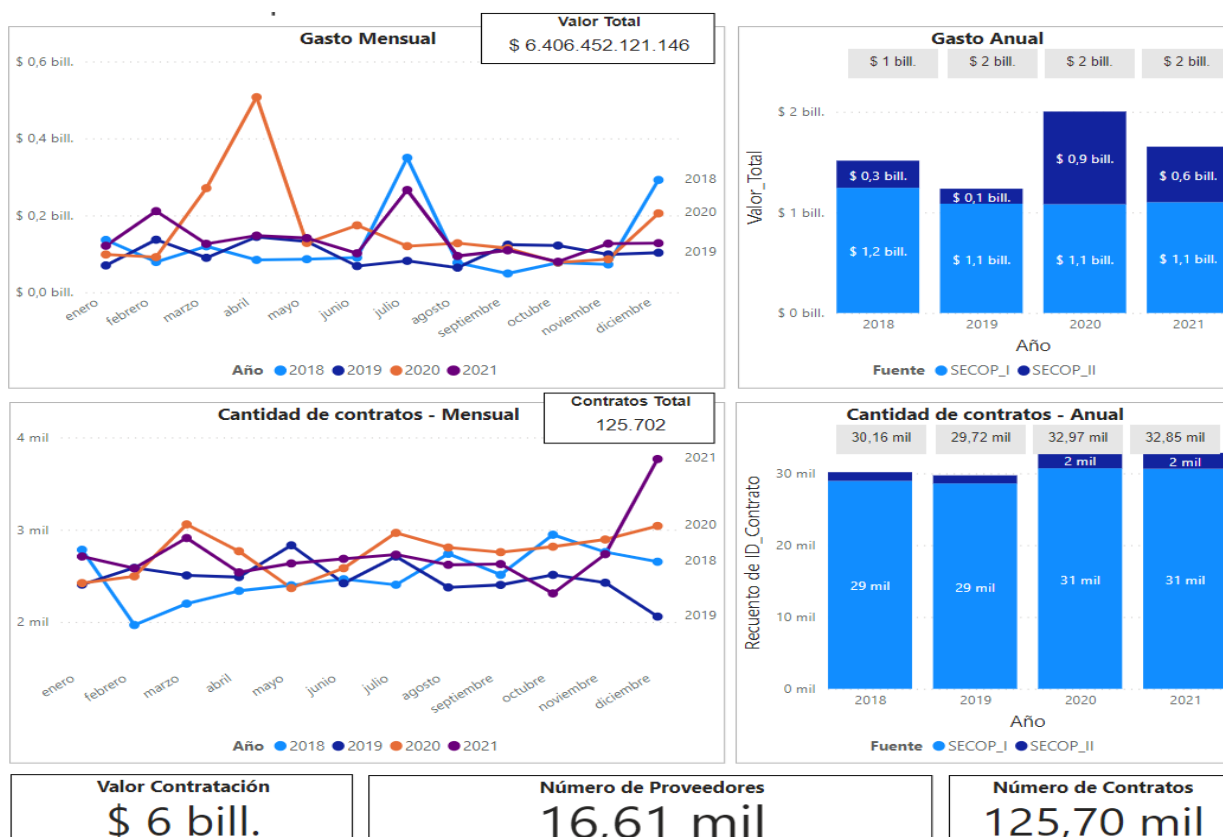 Gasto Mensual
Valor Total
$ 6.406.452.121.146
$ 0,6 bill.
$ 0,4 bill.
$ 0,2 bill.
$ 0,0 bill.
2018
2020
2019
enero
febrero
marzo
abril
mayo
junio
julio
agosto
septiembre
octubre
noviembre
diciembre
Año 2018 2019 2020 2021
Gasto Anual
$ 1 bill. $ 2 bill. $ 2 bill. $ 2 bill.
Valor_Total
$ 2 bill.
$ 1 bill.
$ 0 bill.
$ 0,3 bill. $ 0,1 bill. $ 0,9 bill. $ 0,6 bill.
$ 1,2 bill. $ 1,1 bill. $ 1,1 bill. $ 1,1 bill.
2018 2019 2020 2021
Año
Fuente SECOP_I SECOP_II
Cantidad de contratos - Mensual
Contratos Total
125.702
4 mil
3 mil
2 mil
2021
2020
2018
2019
enero
febrero
marzo
abril
mayo
junio
julio
agosto
septiembre
octubre
noviembre
diciembre
Año 2018 2019 2020 2021
Cantidad de contratos - Anual
30,16 mil 29,72 mil 32,97 mil 32,85 mil
Recuento de ID_Contrato
30 mil
20 mil
10 mil
0 mil
2 mil 2 mil
29 mil 29 mil 31 mil 31 mil
2018 2019 2020 2021
Año
Fuente SECOP_I SECOP_II
Valor Contratación
$ 6 bill.
Número de Proveedores
16,61 mil
Número de Contratos
125,70 mil